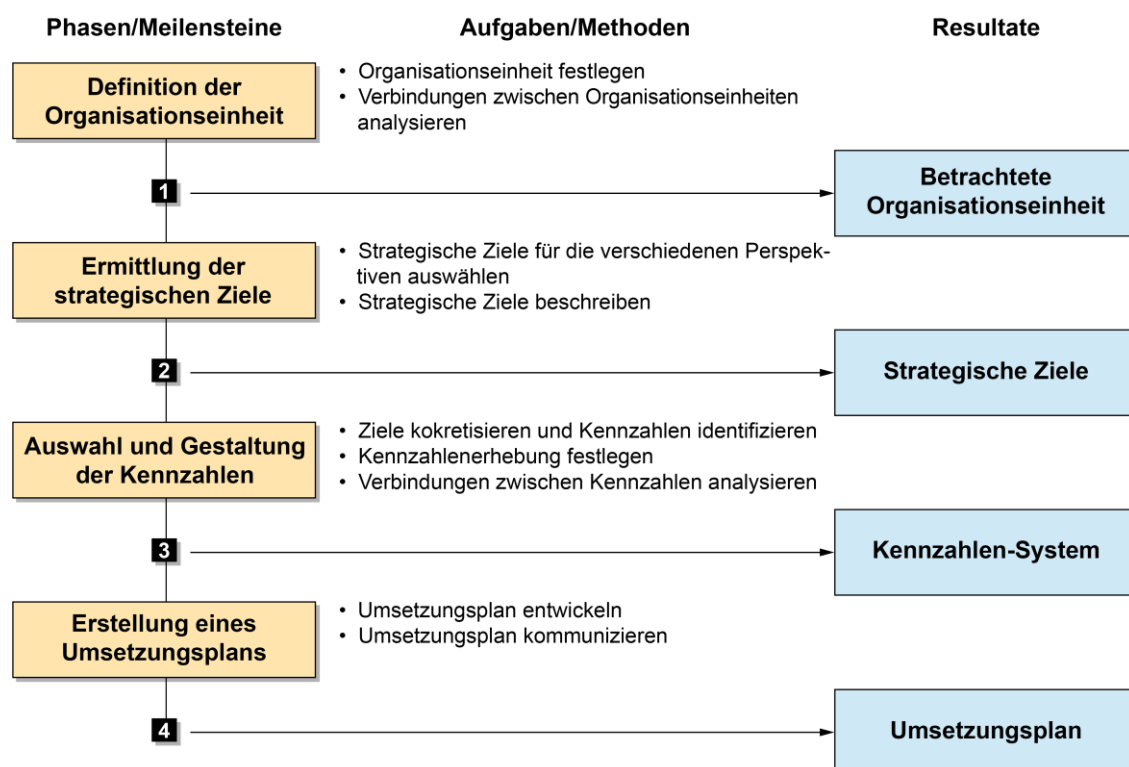 Phasen/Meilensteine
Aufgaben/Methoden
Resultate
Definition der
Organisationseinheit
• Organisationseinheit festlegen
• Verbindungen zwischen Organisationseinheiten
analysieren
1
Betrachtete
Organisationseinheit
Ermittlung der
strategischen Ziele
• Strategische Ziele für die verschiedenen Perspek-
tiven auswählen
• Strategische Ziele beschreiben
2
Strategische Ziele
Auswahl und Gestaltung
der Kennzahlen
• Ziele kokretisieren und Kennzahlen identifizieren
• Kennzahlenerhebung festlegen
• Verbindungen zwischen Kennzahlen analysieren
3
Kennzahlen-System
Erstellung eines
Umsetzungsplans
• Umsetzungsplan entwickeln
• Umsetzungsplan kommunizieren
4
Umsetzungsplan